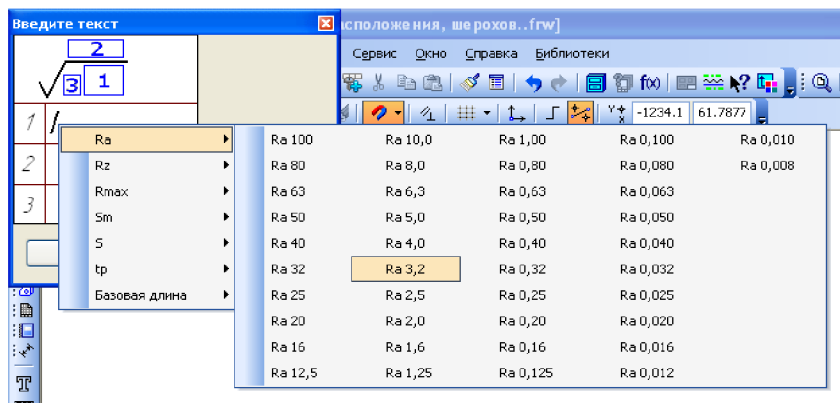 Введите текст
асположения, шерохов..frw]
2
3 1
Сервис Окно Справка Библиотеки
f(x)
-1234.1 61.7877
1
2
3
Ra
Rz
Rmax
Sm
S
tp
Базовая длина
Ra 100 Ra 10,0 Ra 1,00 Ra 0,100 Ra 0,010
Ra 80 Ra 8,0 Ra 0,80 Ra 0,080 Ra 0,008
Ra 63 Ra 6,3 Ra 0,63 Ra 0,063
Ra 50 Ra 5,0 Ra 0,50 Ra 0,050
Ra 40 Ra 4,0 Ra 0,40 Ra 0,040
Ra 32 Ra 3,2 Ra 0,32 Ra 0,032
Ra 25 Ra 2,5 Ra 0,25 Ra 0,025
Ra 20 Ra 2,0 Ra 0,20 Ra 0,020
Ra 16 Ra 1,6 Ra 0,16 Ra 0,016
Ra 12,5 Ra 1,25 Ra 0,125 Ra 0,012
T